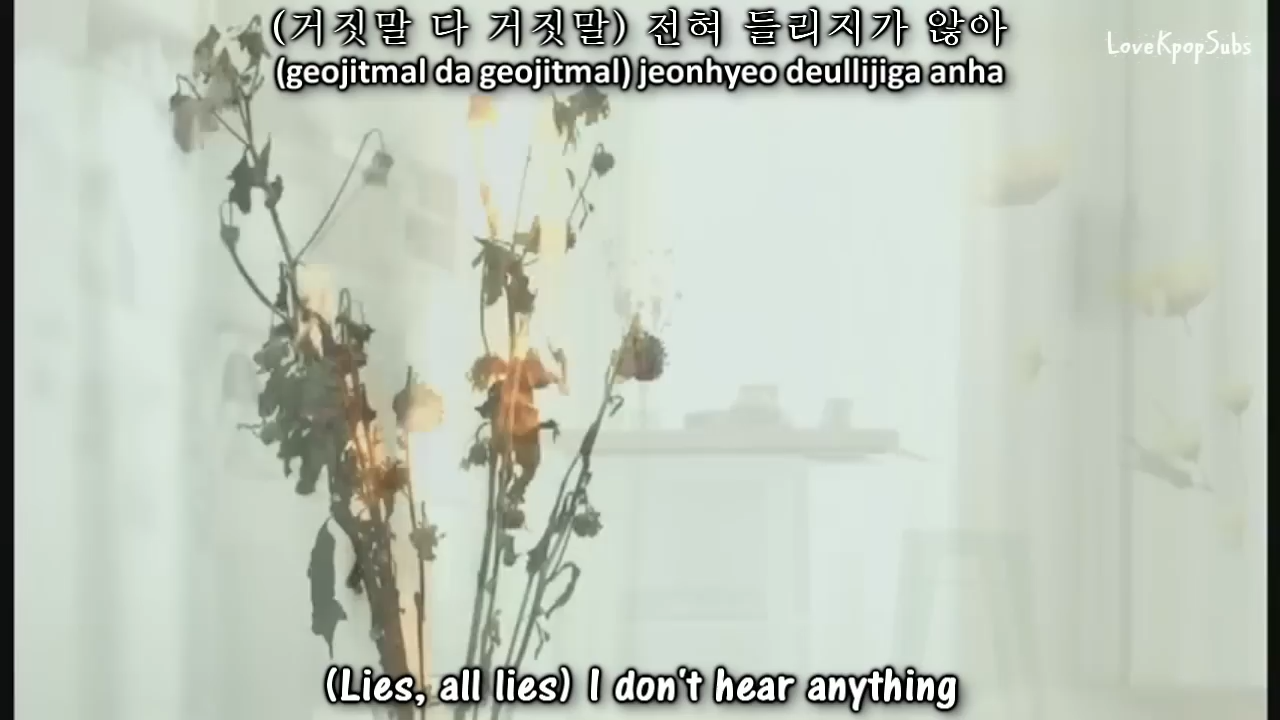 (거짓말 다 거짓말) 전혀 들리지가 않아
LoveKpopSubs
(geojitmal da geojitmal) jeonhyeo deullijiga anha
(Lies, all lies) I don't hear anything